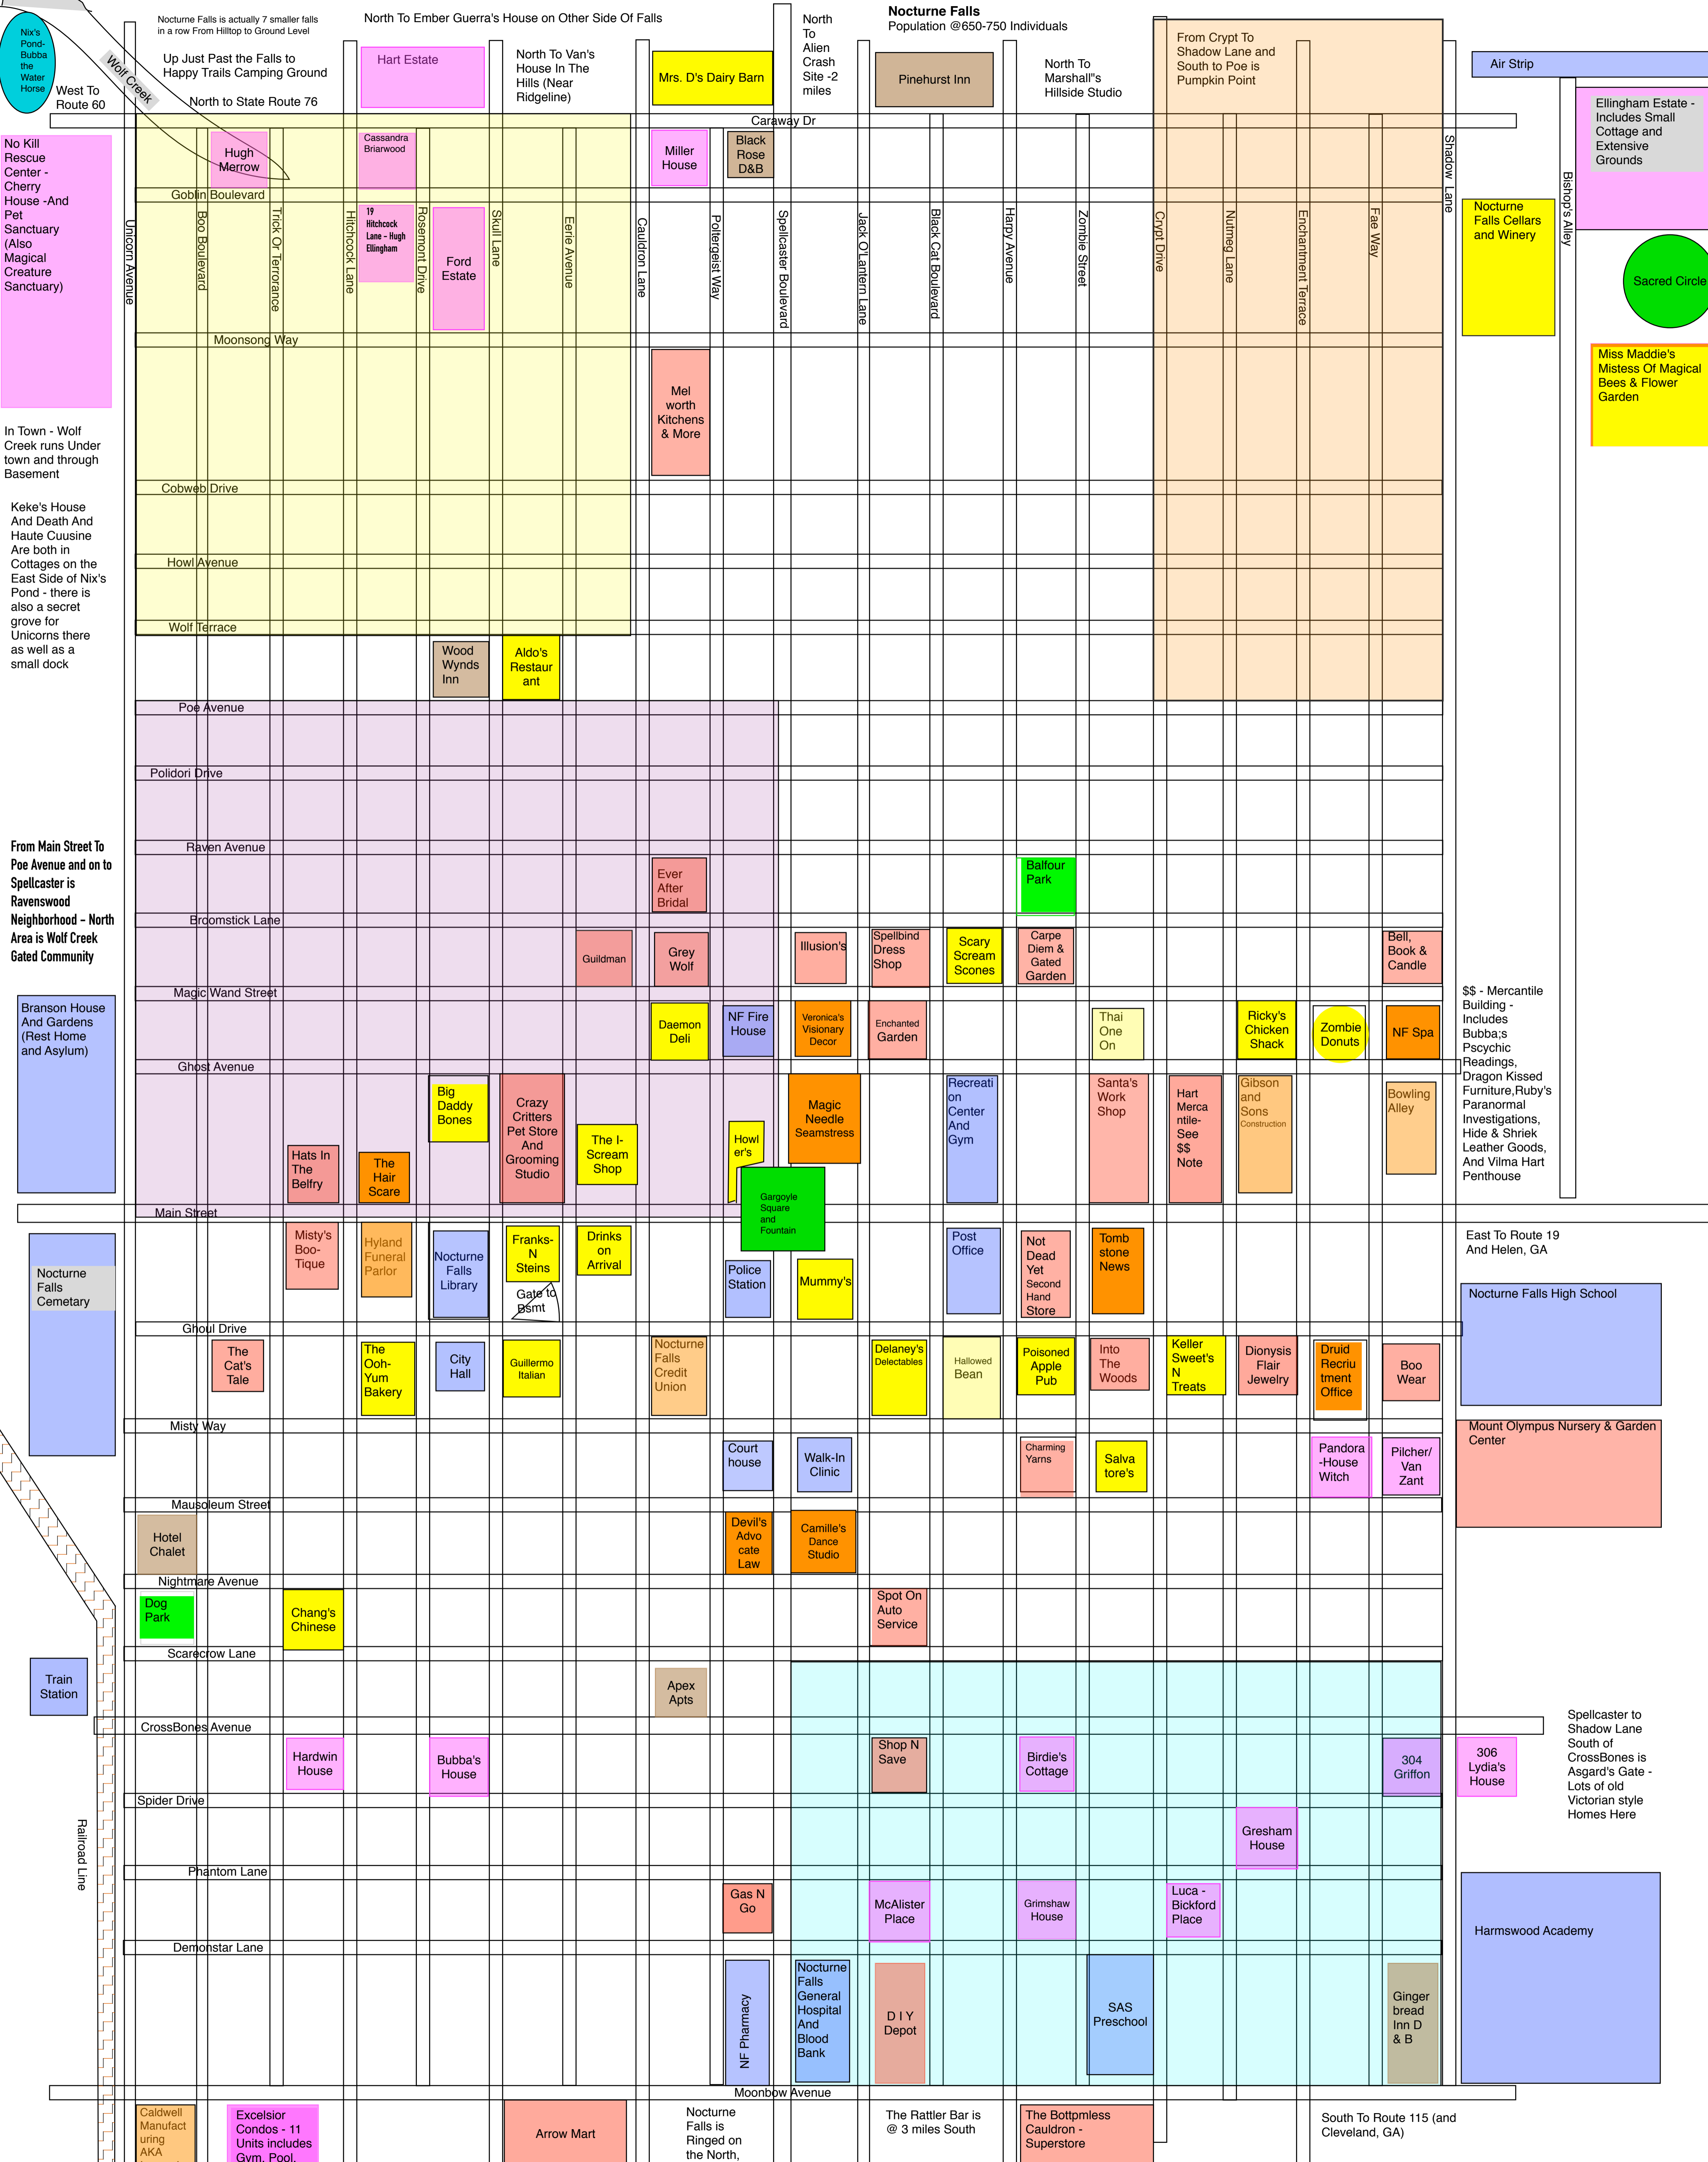 Nix's
Pond-
Bubba
the
Water
Horse
Wolf Creek
West To
Route 60
Nocturne Falls is actually 7 smaller falls
in a row From Hilltop to Ground Level
Up Just Past the Falls to
Happy Trails Camping Ground
North to State Route 76
North To Ember Guerra's House on Other Side Of Falls
Hart Estate
North To Van's
House In The
Hills (Near
Ridgeline)
Mrs. D's Dairy Barn
North
To
Alien
Crash
Site -2
miles
Nocturne Falls
Population @650-750 Individuals
Pinehurst Inn
North To
Marshall"s
Hillside Studio
From Crypt To
Shadow Lane and
South to Poe is
Pumpkin Point
Air Strip
Ellingham Estate -
Includes Small
Cottage and
Extensive
Grounds
Caraway Dr
No Kill
Rescue
Center -
Cherry
House -And
Pet
Sanctuary
(Also
Magical
Creature
Sanctuary)
Hugh
Merrow
Cassandra
Briarwood
Miller
House
Black
Rose
D&B
Goblin Boulevard
19
Hitchcock
Lane - Hugh
Ellingham
Ford
Estate
Unicorn Avenue
Boo Boulevard
Trick Or Terrorance
Hitchcock Lane
Rosemont Drive
Skull Lane
Eerie Avenue
Cauldron Lane
Poltergeist Way
Spellcaster Boulevard
Jack O'Lantern Lane
Black Cat Boulevard
Harpy Avenue
Zombie Street
Crypt Drive
Nutmeg Lane
Enchantment Terrace
Fae Way
Shadow Lane
Bishop's Alley
Nocturne
Falls Cellars
and Winery
Sacred Circle
Moonsong Way
Miss Maddie's
Mistess Of Magical
Bees & Flower
Garden
Mel
worth
Kitchens
& More
In Town - Wolf
Creek runs Under
town and through
Basement
Cobweb Drive
Keke's House
And Death And
Haute Cuusine
Are both in
Cottages on the
East Side of Nix's
Pond - there is
also a secret
grove for
Unicorns there
as well as a
small dock
Howl Avenue
Wolf Terrace
Wood
Wynds
Inn
Aldo's
Restaur
ant
Poe Avenue
Polidori Drive
Raven Avenue
From Main Street To
Poe Avenue and on to
Spellcaster is
Ravenswood
Neighborhood - North
Area is Wolf Creek
Gated Community
Ever
After
Bridal
Balfour
Park
Broomstick Lane
Guildman
Grey
Wolf
Illusion's
Spellbind
Dress
Shop
Scary
Scream
Scones
Carpe
Diem &
Gated
Garden
Bell,
Book &
Candle
Magic Wand Street
Branson House
And Gardens
(Rest Home
and Asylum)
Daemon
Deli
NF Fire
House
Veronica's
Visionary
Decor
Enchanted
Garden
Thai
One
On
Ricky's
Chicken
Shack
Zombie
Donuts
NF Spa
$$ - Mercantile
Building -
Includes
Bubba;s
Pscychic
Readings,
Dragon Kissed
Furniture,Ruby's
Paranormal
Investigations,
Hide & Shriek
Leather Goods,
And Vilma Hart
Penthouse
Ghost Avenue
Big
Daddy
Bones
Crazy
Critters
Pet Store
And
Grooming
Studio
Magic
Needle
Seamstress
Recreati
on
Center
And
Gym
Santa's
Work
Shop
Hart
Merca
ntile-
See
$$
Note
Gibson
and
Sons
Construction
Bowling
Alley
Hats In
The
Belfry
The
Hair
Scare
The I-
Scream
Shop
Howl
er's
Gargoyle
Square
and
Fountain
Main Street
Misty's
Boo-
Tique
Hyland
Funeral
Parlor
Nocturne
Falls
Library
Franks-
N
Steins
Gate to
Bsmt
Drinks
on
Arrival
Police
Station
Mummy's
Post
Office
Not
Dead
Yet
Second
Hand
Store
Tomb
stone
News
East To Route 19
And Helen, GA
Nocturne
Falls
Cemetary
Nocturne Falls High School
Ghoul Drive
The
Cat's
Tale
The
Ooh-
Yum
Bakery
City
Hall
Guillermo
Italian
Nocturne
Falls
Credit
Union
Delaney's
Delectables
Hallowed
Bean
Poisoned
Apple
Pub
Into
The
Woods
Keller
Sweet's
N
Treats
Dionysis
Flair
Jewelry
Druid
Recriu
tment
Office
Boo
Wear
Misty Way
Mount Olympus Nursery & Garden
Center
Court
house
Walk-In
Clinic
Charming
Yarns
Salva
tore's
Pandora
-House
Witch
Pilcher/
Van
Zant
Mausoleum Street
Hotel
Chalet
Devil's
Advo
cate
Law
Camille's
Dance
Studio
Nightmare Avenue
Dog
Park
Chang's
Chinese
Spot On
Auto
Service
Scarecrow Lane
Train
Station
Apex
Apts
CrossBones Avenue
Hardwin
House
Bubba's
House
Shop N
Save
Birdie's
Cottage
304
Griffon
306
Lydia's
House
Spellcaster to
Shadow Lane
South of
CrossBones is
Asgard's Gate -
Lots of old
Victorian style
Homes Here
Spider Drive
Railroad Line
Gresham
House
Phantom Lane
Gas N
Go
McAlister
Place
Grimshaw
House
Luca -
Bickford
Place
Harmswood Academy
Demonstar Lane
NF Pharmacy
Nocturne
Falls
General
Hospital
And
Blood
Bank
D I Y
Depot
SAS
Preschool
Ginger
bread
Inn D
& B
Moonbow Avenue
Caldwell
Manufact
uring
AKA
Excelsior
Condos - 11
Units includes
Gym, Pool,
Arrow Mart
Nocturne
Falls is
Ringed on
the North,
The Rattler Bar is
@ 3 miles South
The Bottpmless
Cauldron -
Superstore
South To Route 115 (and
Cleveland, GA)